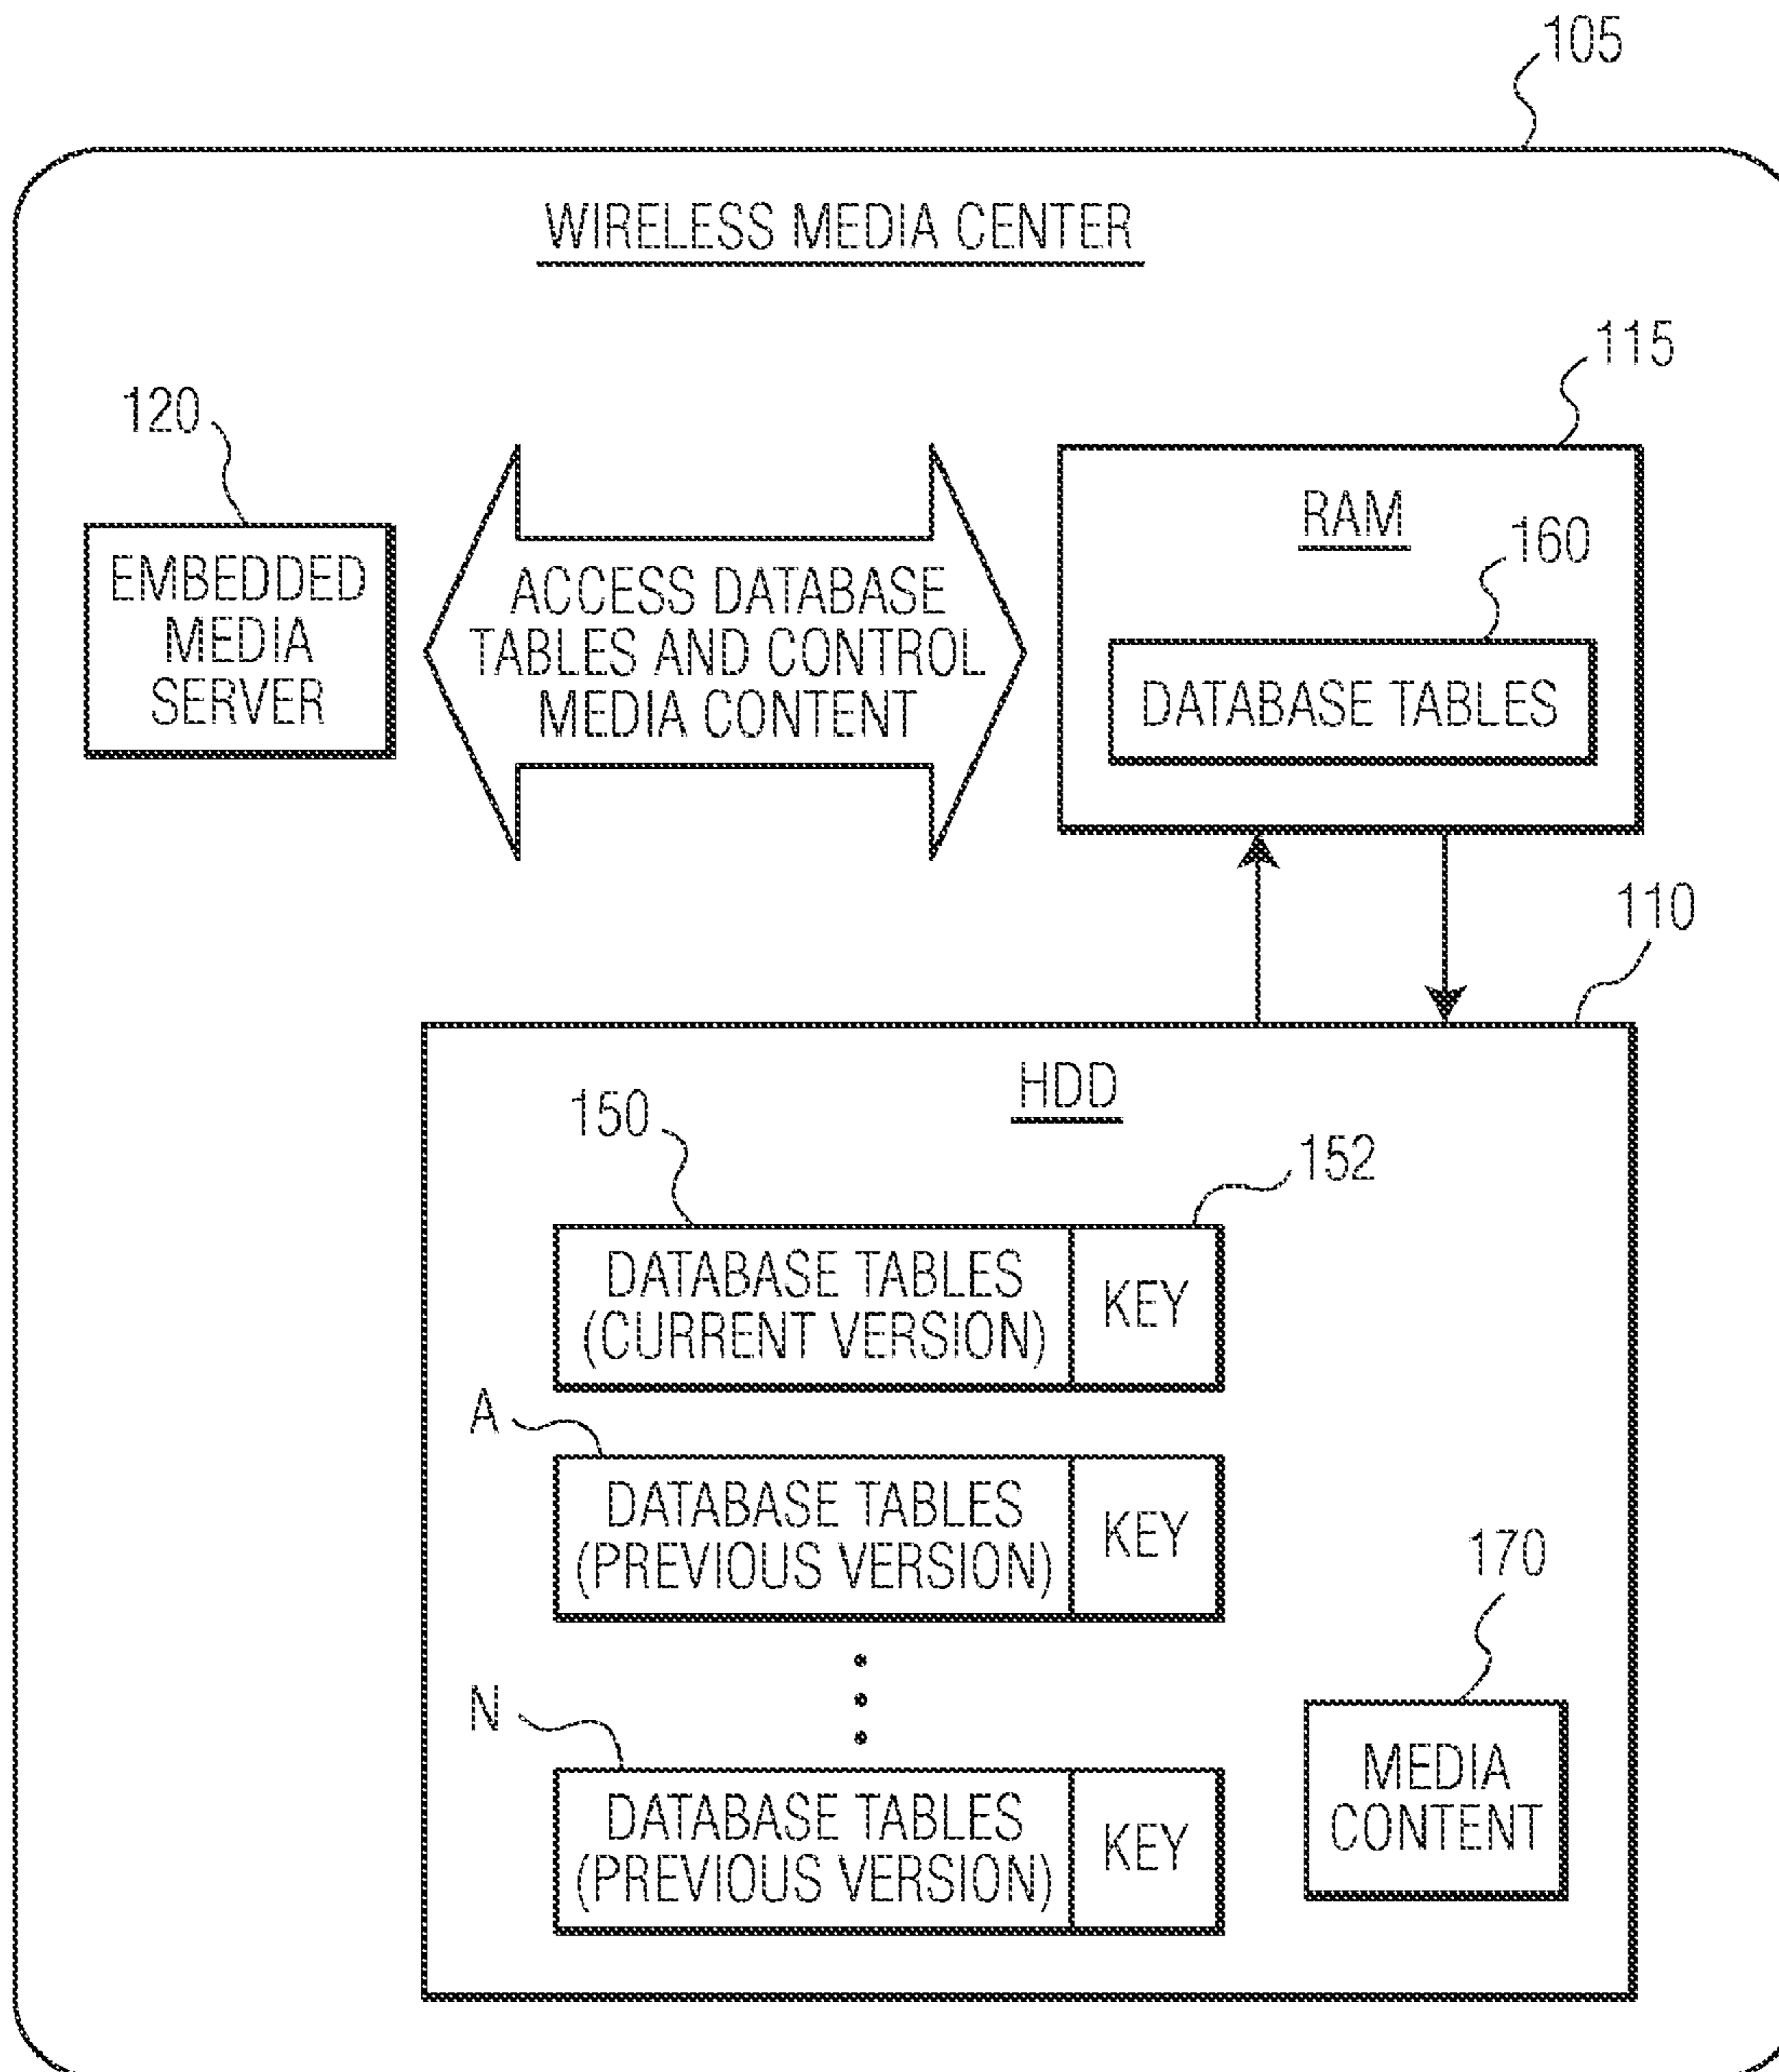 105
WIRELESS MEDIA CENTER
115
120
RAM
160
EMBEDDED
MEDIA
SERVER
ACCESS DATABASE
TABLES AND CONTROL
MEDIA CONTENT
DATABASE TABLES
110
HDD
150
152
DATABASE TABLES
(CURRENT VERSION)
KEY
A
DATABASE TABLES
(PREVIOUS VERSION)
KEY
170
N
DATABASE TABLES
(PREVIOUS VERSION)
KEY
MEDIA
CONTENT